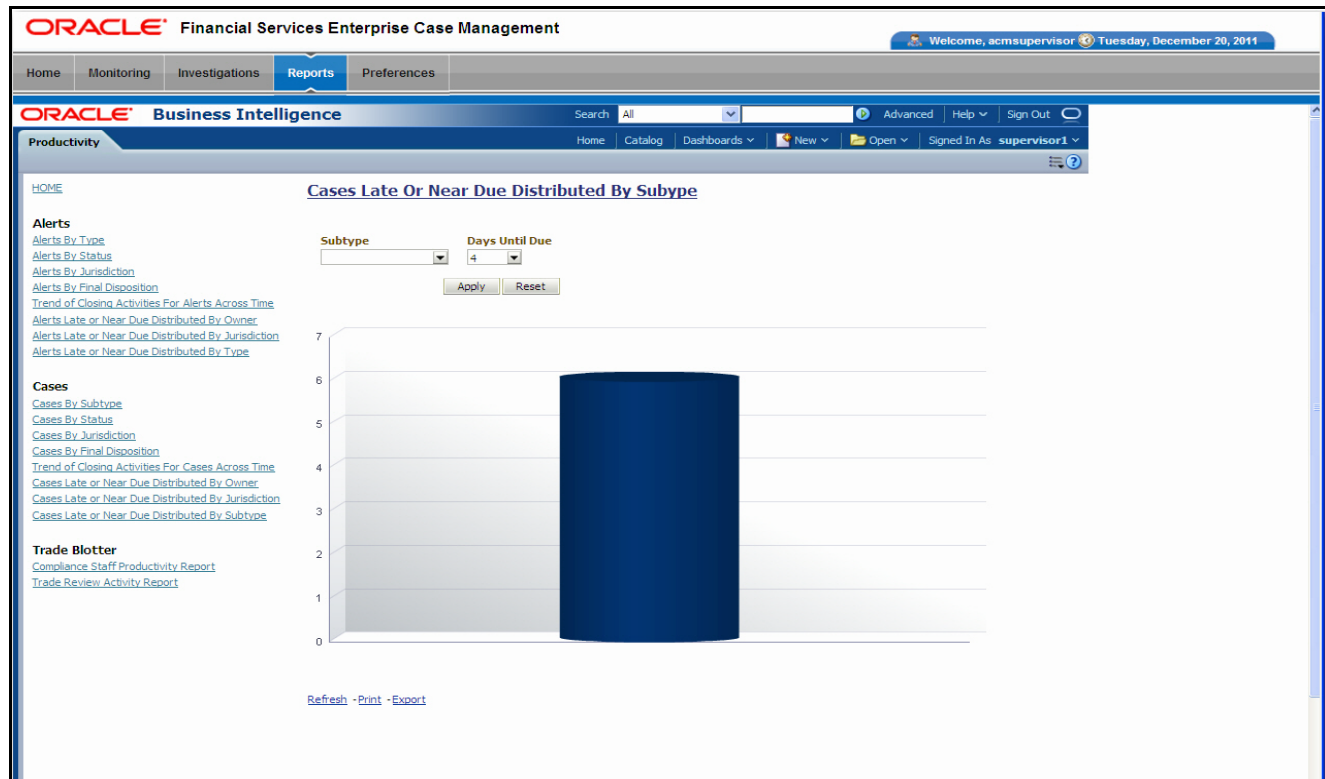 ORACLE Financial Services Enterprise Case Management
Welcome, acmsupervisor Tuesday, December 20, 2011
Home Monitoring Investigations Reports Preferences
ORACLE Business Intelligence
Search All Advanced Help Sign Out
Productivity
Home Catalog Dashboards New Open Signed In As supervisor1
HOME
Alerts
Alerts By Type
Alerts By Status
Alerts By Jurisdiction
Alerts By Final Disposition
Trend of Closing Activities For Alerts Across Time
Alerts Late or Near Due Distributed By Owner
Alerts Late or Near Due Distributed By Jurisdiction
Alerts Late or Near Due Distributed By Type
Cases
Cases By Subtype
Cases By Status
Cases By Jurisdiction
Cases By Final Disposition
Trend of Closing Activities For Cases Across Time
Cases Late or Near Due Distributed By Owner
Cases Late or Near Due Distributed By Jurisdiction
Cases Late or Near Due Distributed By Subtype
Trade Blotter
Compliance Staff Productivity Report
Trade Review Activity Report
Cases Late Or Near Due Distributed By Subype
Subtype Days Until Due
4
Apply Reset
7
6
5
4
3
2
1
0
Refresh - Print - Export